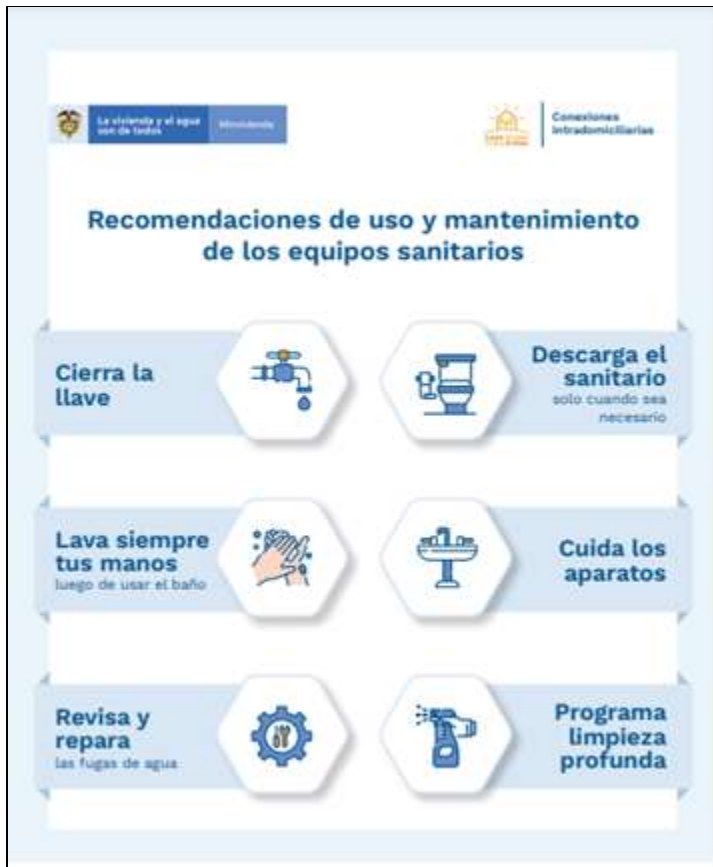 La vivienda y el agua
son de todos
Minvivienda
Conexiones
Intradomiciliarias
Recomendaciones de uso y mantenimiento
de los equipos sanitarios
Cierra la
llave
Descarga el
sanitario
solo cuando sea
necesario
Lava siempre
tus manos
luego de usar el baño
Cuida los
aparatos
Revisa y
repara
las fugas de agua
Programa
limpieza
profunda